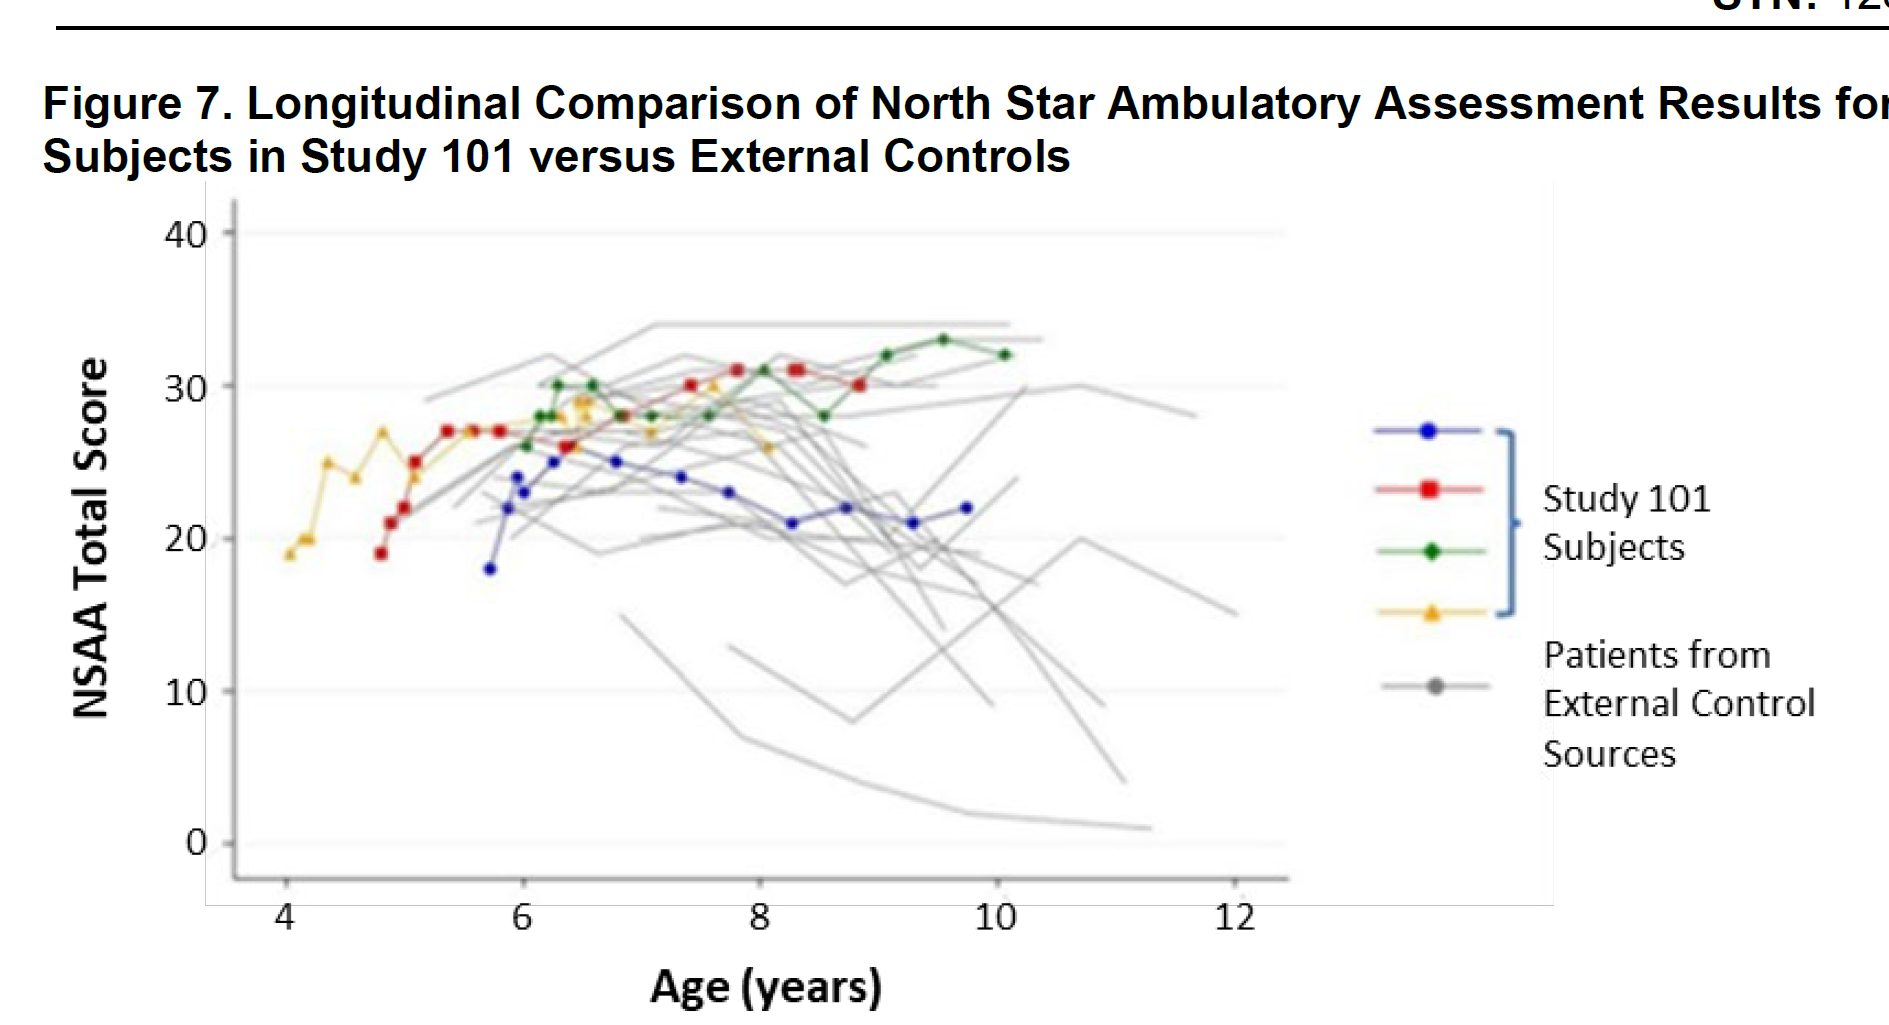 Figure 7. Longitudinal Comparison of North Star Ambulatory Assessment Results for
Subjects in Study 101 versus External Controls
40
30
20
10
0
NSAA Total Score
4 6 8 10 12
Age (years)
Study 101
Subjects
Patients from
External Control
Sources